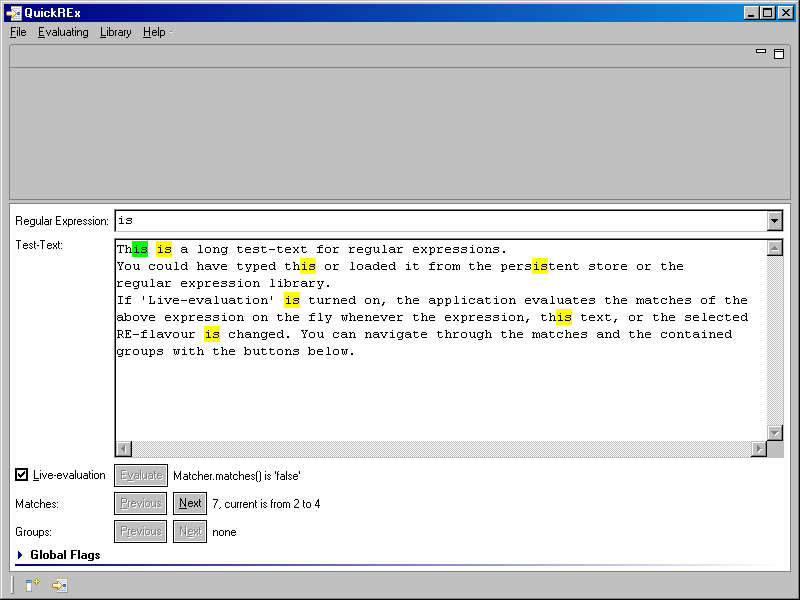 QuickREx
File Evaluating Library Help
Regular Expression: is
Test-Text:
This is a long test-text for regular expressions.
You could have typed this or loaded it from the persistent store or the
regular expression library.
If 'Live-evaluation' is turned on, the application evaluates the matches of the
above expression on the fly whenever the expression, this text, or the selected
RE-flavour is changed. You can navigate through the matches and the contained
groups with the buttons below.
Live-evaluation Evaluate Matcher.matches() is 'false'
Matches: Previous Next 7, current is from 2 to 4
Groups: Previous Next none
Global Flags